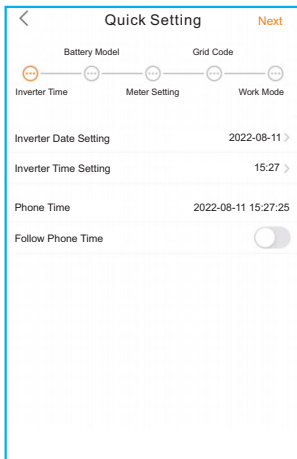 Quick Setting Next
Battery Model Grid Code
Inverter Time Meter Setting Work Mode
Inverter Date Setting 2022-08-11
Inverter Time Setting 15:27
Phone Time 2022-08-11 15:27:25
Follow Phone Time